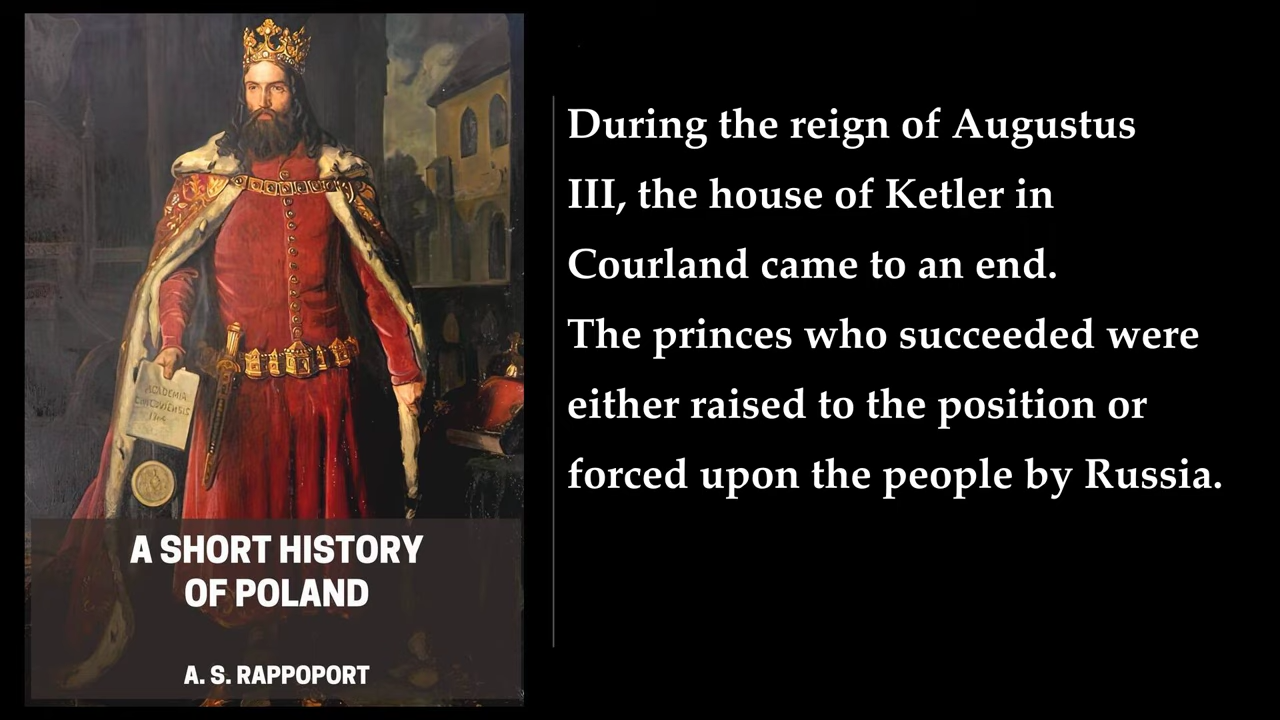 ACADEMIA
CRACOVIENSIS
1364
A SHORT HISTORY
OF POLAND
A. S. RAPPOPORT
During the reign of Augustus
III, the house of Ketler in
Courland came to an end.
The princes who succeeded were
either raised to the position or
forced upon the people by Russia.